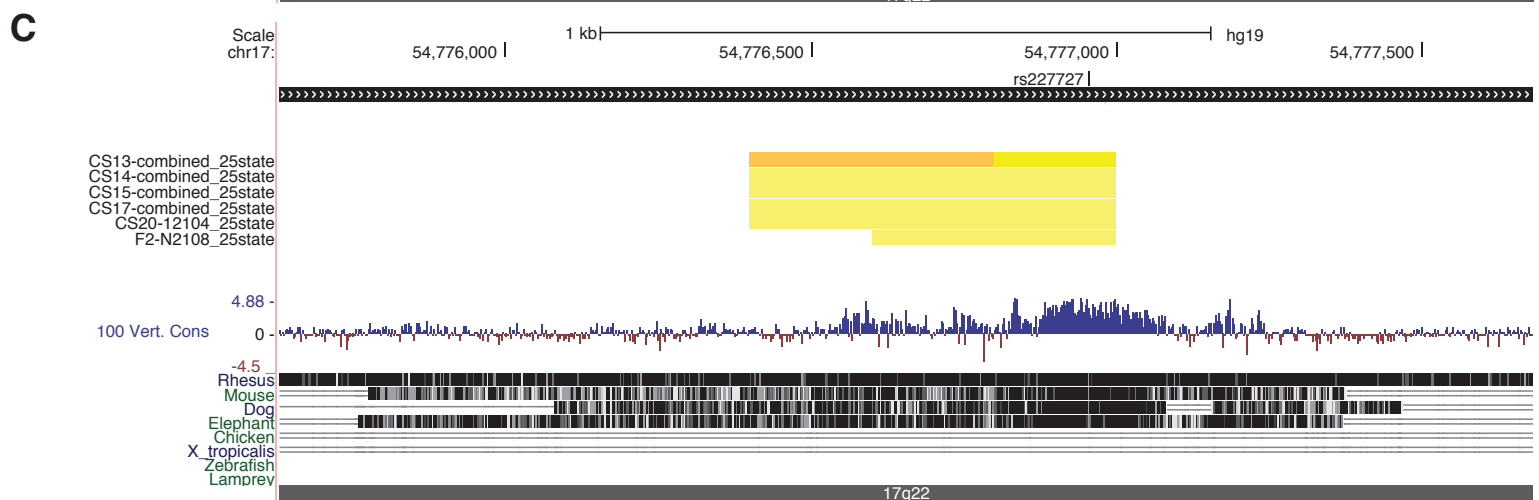 C
Scale
1 kb
hg19
chr17:
54,776,000
54,776,500
54,777,000
54,777,500
rs227727
CS13-combined_25state
CS14-combined_25state
CS15-combined_25state
CS17-combined_25state
CS20-12104_25state
F2-N2108_25state
4.88 -
100 Vert. Cons
0 -
-4.5 _
Rhesus
Mouse
Dog
Elephant
Chicken
X_tropicalis
Zebrafish
Lamprey
17q22